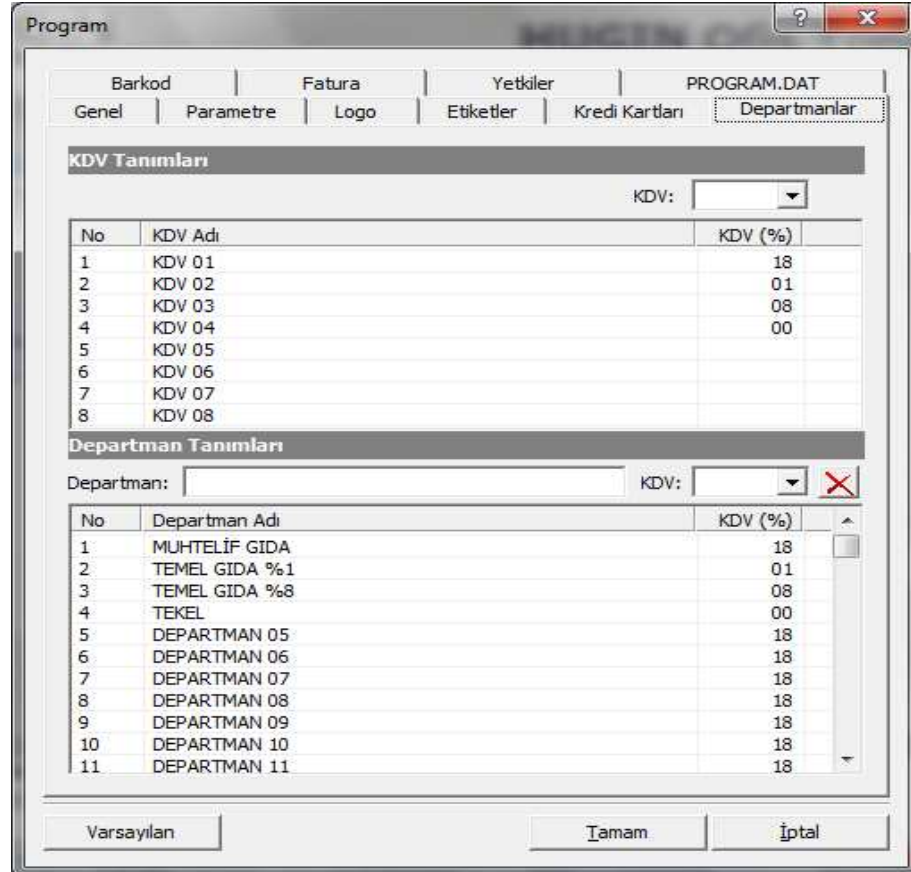 Program
HUGIN
Barkod Fatura Yetkiler PROGRAM.DAT
Genel Parametre Logo Etiketler Kredi Kartları Departmanlar
KDV Tanımları
KDV:
No KDV Adı KDV (%)
1 KDV 01 18
2 KDV 02 01
3 KDV 03 08
4 KDV 04 00
5 KDV 05
6 KDV 06
7 KDV 07
8 KDV 08
Departman Tanımları
Departman: KDV:
No Departman Adı KDV (%)
1 MUHTELİF GIDA 18
2 TEMEL GIDA %1 01
3 TEMEL GIDA %8 08
4 TEKEL 00
5 DEPARTMAN 05 18
6 DEPARTMAN 06 18
7 DEPARTMAN 07 18
8 DEPARTMAN 08 18
9 DEPARTMAN 09 18
10 DEPARTMAN 10 18
11 DEPARTMAN 11 18
Varsayılan Tamam İptal